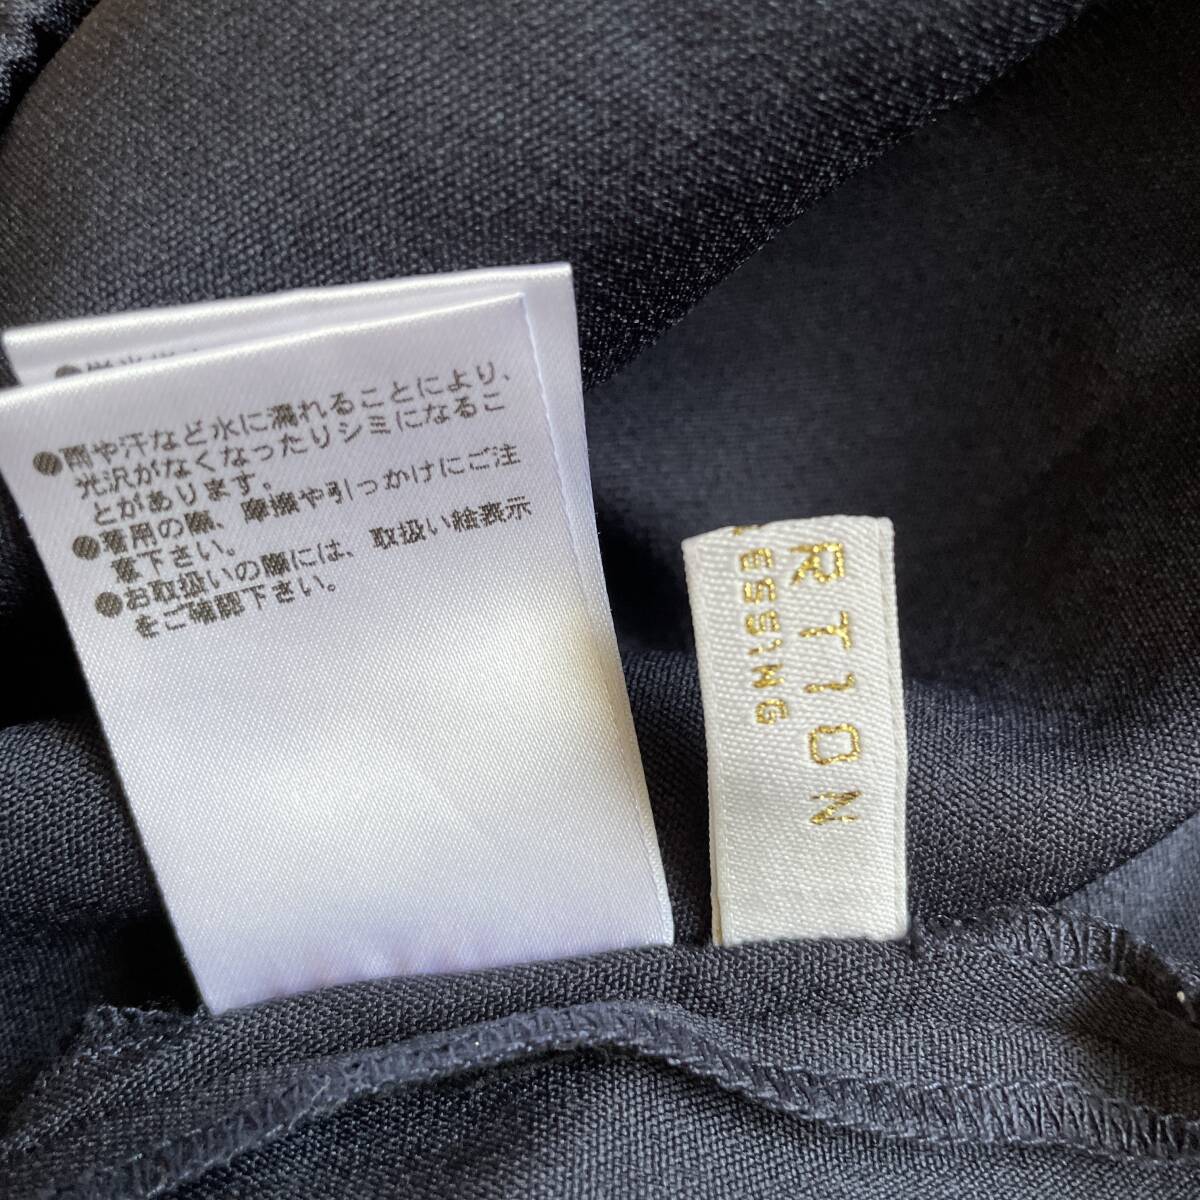 ●雨や汗など水に濡れることにより、
光沢がなくなったりシミになるこ
とがあります。
●着用の際、摩擦や引っかけにご注
意下さい。
●お取扱いの際には、取扱い絵表示
をご確認下さい。
RTION
ESSING